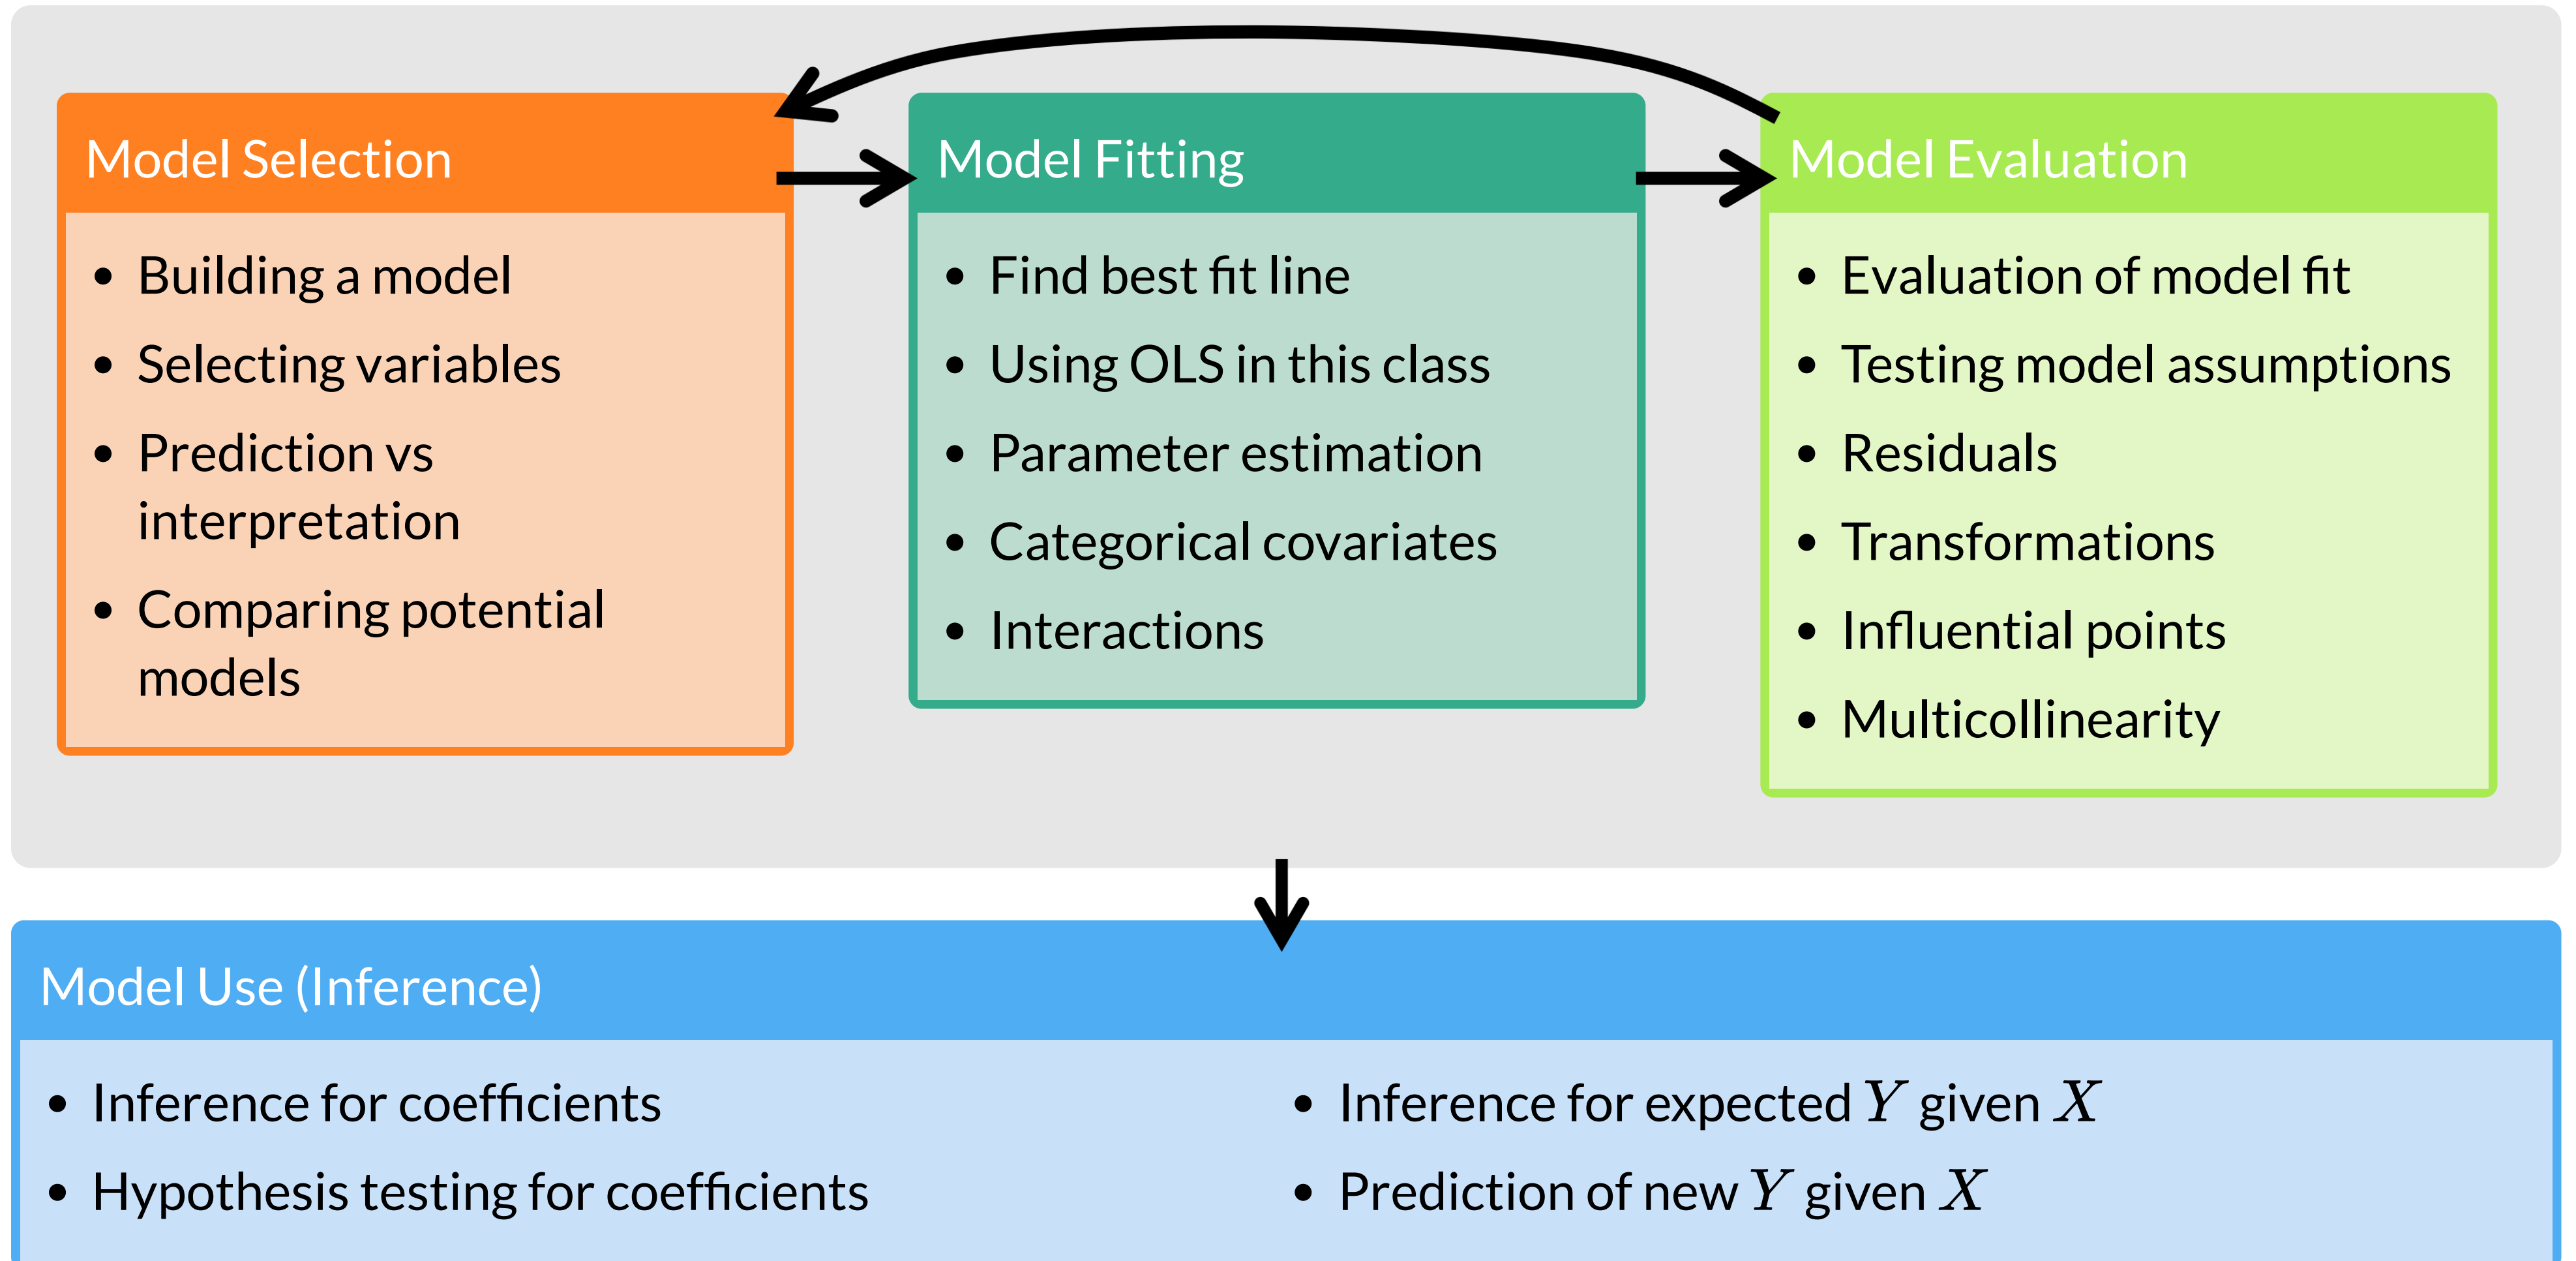 Model Selection
• Building a model
• Selecting variables
• Prediction vs
interpretation
• Comparing potential
models
Model Fitting
• Find best fit line
• Using OLS in this class
• Parameter estimation
• Categorical covariates
• Interactions
Model Evaluation
• Evaluation of model fit
• Testing model assumptions
• Residuals
• Transformations
• Influential points
• Multicollinearity
Model Use (Inference)
• Inference for coefficients
• Hypothesis testing for coefficients
• Inference for expected Y given X
• Prediction of new Y given X